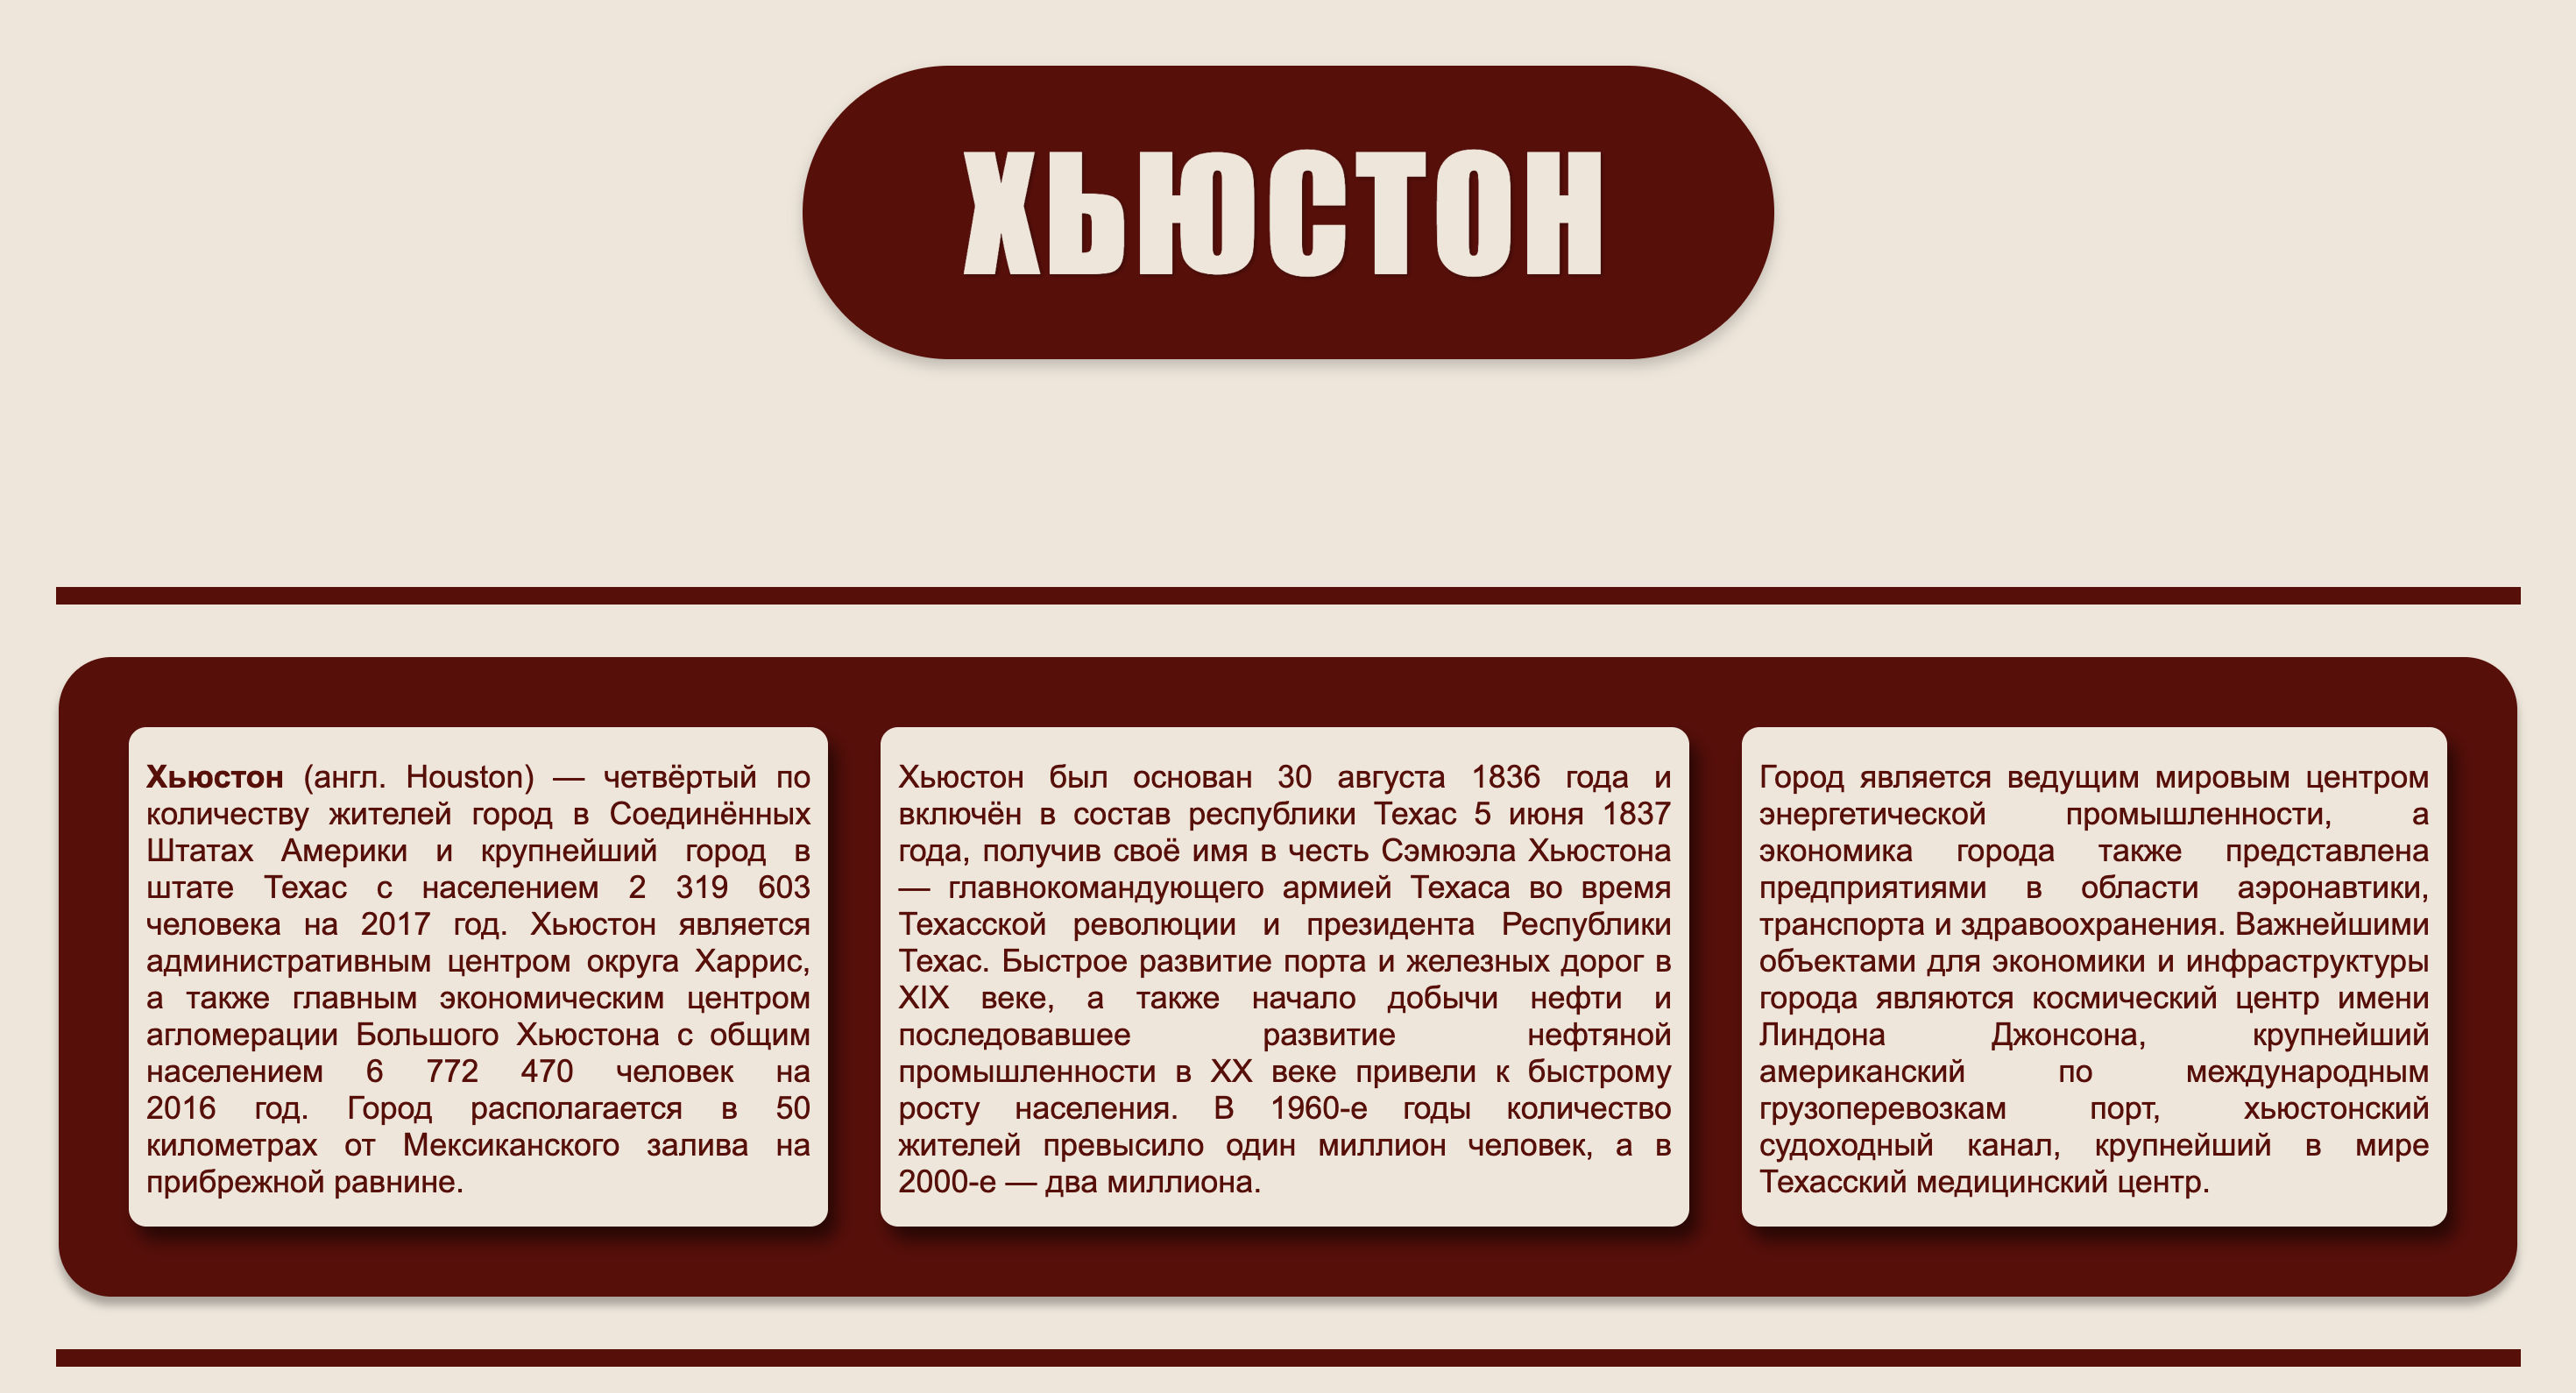 ХЬЮСТОН
Хьюстон (англ. Houston) — четвёртый по
количеству жителей город в Соединённых
Штатах Америки и крупнейший город в
штате Техас с населением 2 319 603
человека на 2017 год. Хьюстон является
административным центром округа Харрис,
а также главным экономическим центром
агломерации Большого Хьюстона с общим
населением 6 772 470 человек на
2016 год. Город располагается в 50
километрах от Мексиканского залива на
прибрежной равнине.
Хьюстон был основан 30 августа 1836 года и
включён в состав республики Техас 5 июня 1837
года, получив своё имя в честь Сэмюэла Хьюстона
— главнокомандующего армией Техаса во время
Техасской революции и президента Республики
Техас. Быстрое развитие порта и железных дорог в
XIX веке, а также начало добычи нефти и
последовавшее развитие нефтяной
промышленности в XX веке привели к быстрому
росту населения. В 1960-е годы количество
жителей превысило один миллион человек, а в
2000-е — два миллиона.
Город является ведущим мировым центром
энергетической промышленности, а
экономика города также представлена
предприятиями в области аэронавтики,
транспорта и здравоохранения. Важнейшими
объектами для экономики и инфраструктуры
города являются космический центр имени
Линдона Джонсона, крупнейший
американский по международным
грузоперевозкам порт, хьюстонский
судоходный канал, крупнейший в мире
Техасский медицинский центр.